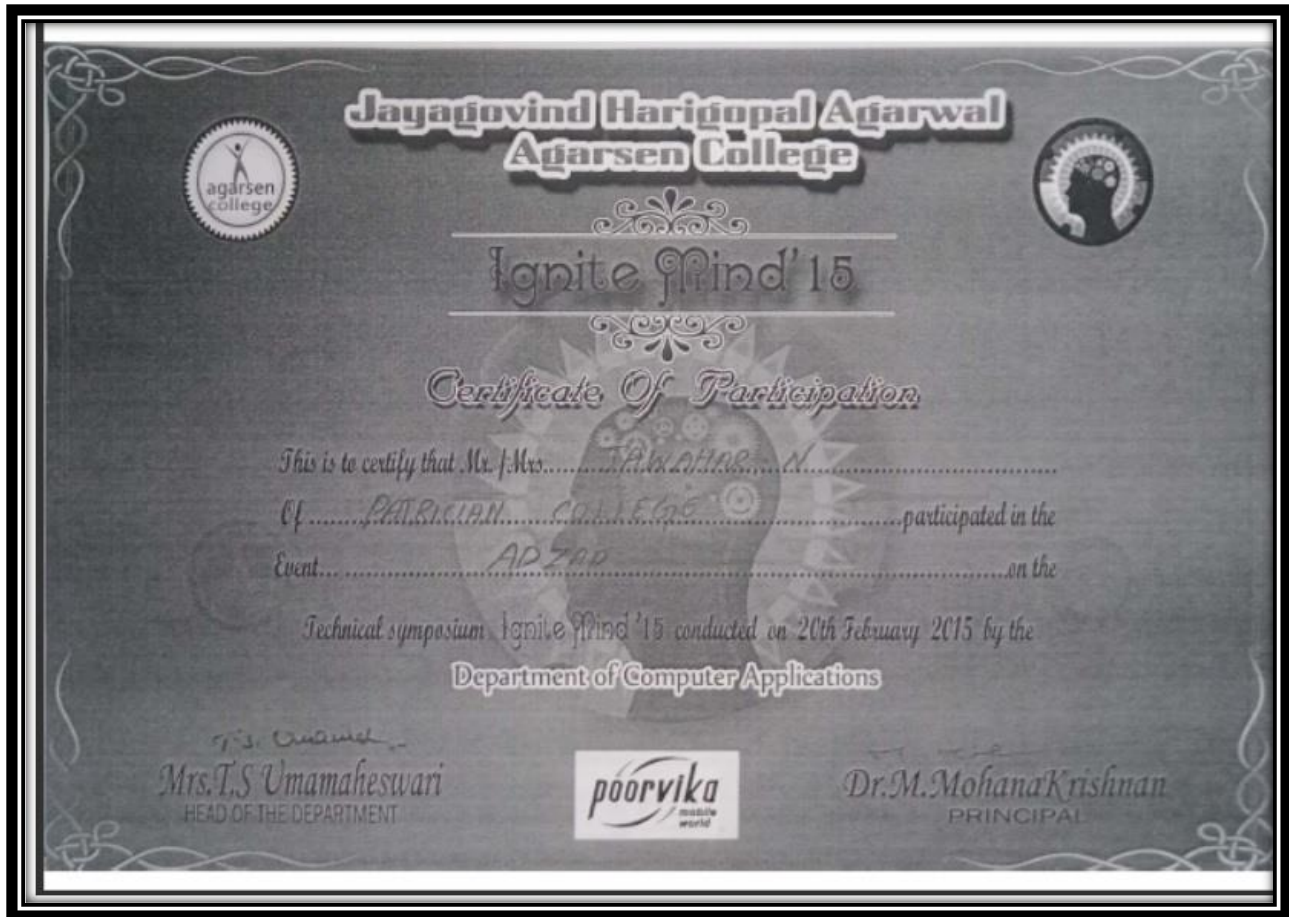 Jayagovind Harigopal Agarwal
Agarsen College
agarsen
college
Ignite Mind'15
Certificate Of Participation
This is to certify that Mr. / Mrs. JAWAHAR. N
Of PATRICIAN COLLEGE participated in the
Event ADZAP on the
Technical symposium Ignite Mind '15 conducted on 20th February 2015 by the
Department of Computer Applications
T.S. Umamah
Mrs.T.S Umamaheswari
HEAD OF THE DEPARTMENT
poorvika
mobile
world
Dr.M.MohanaKrishnan
PRINCIPAL